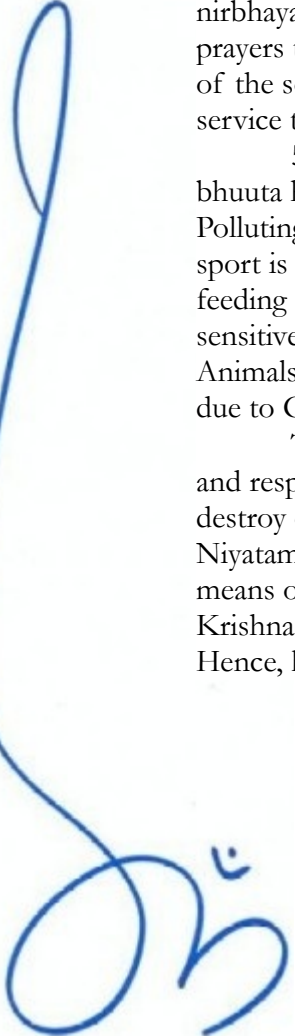 nirbhaya
prayers t
of the s
service t
5
bhuuta
Polluting
sport is
feeding
sensitive
Animals
due to
T
and resp
destroy
Niyatam
means o
Krishna
Hence,